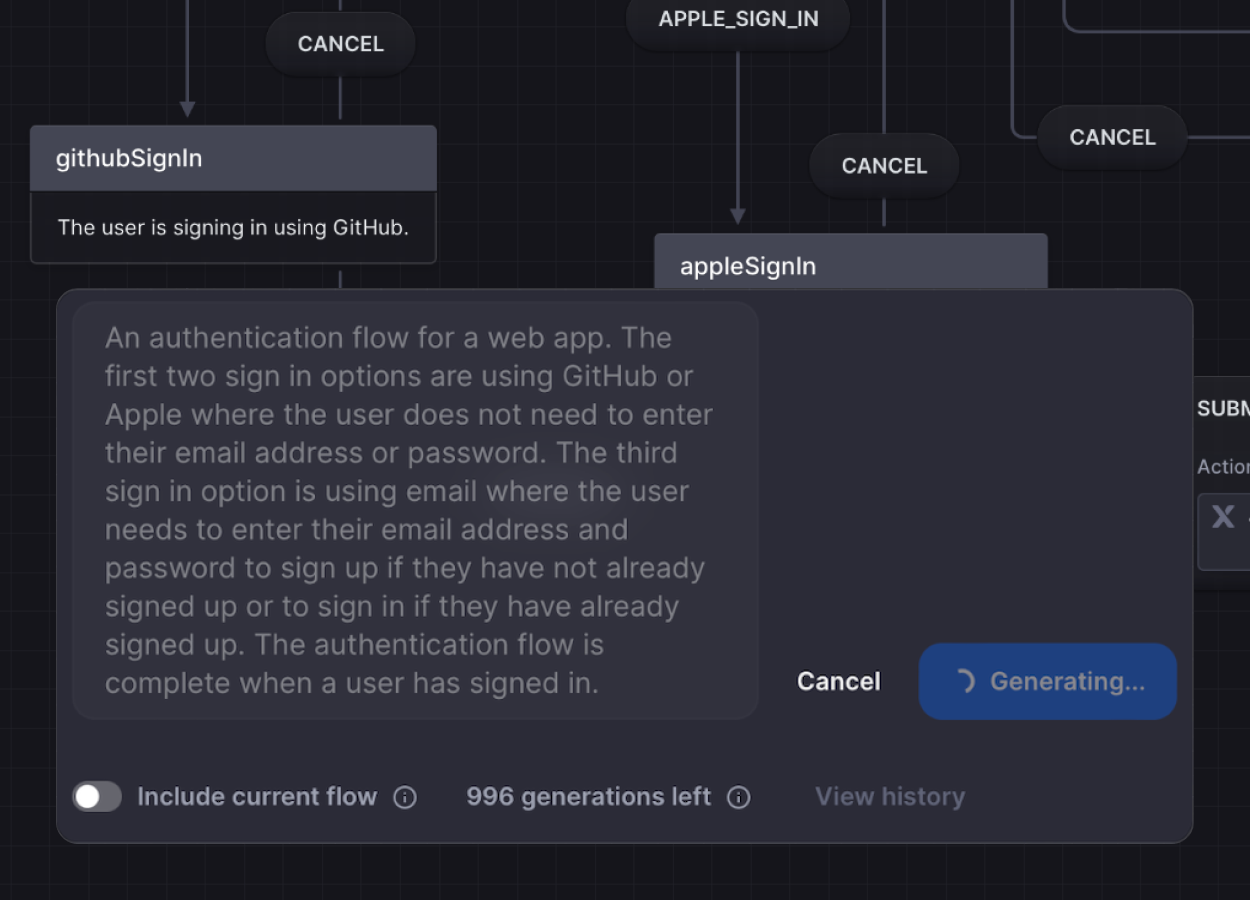 APPLE_SIGN_IN
CANCEL
CANCEL
CANCEL
githubSignIn
The user is signing in using GitHub.
appleSignIn
An authentication flow for a web app. The
first two sign in options are using GitHub or
Apple where the user does not need to enter
their email address or password. The third
sign in option is using email where the user
needs to enter their email address and
password to sign up if they have not already
signed up or to sign in if they have already
signed up. The authentication flow is
complete when a user has signed in.
SUBM
Action
Cancel
Generating...
Include current flow
996 generations left
View history